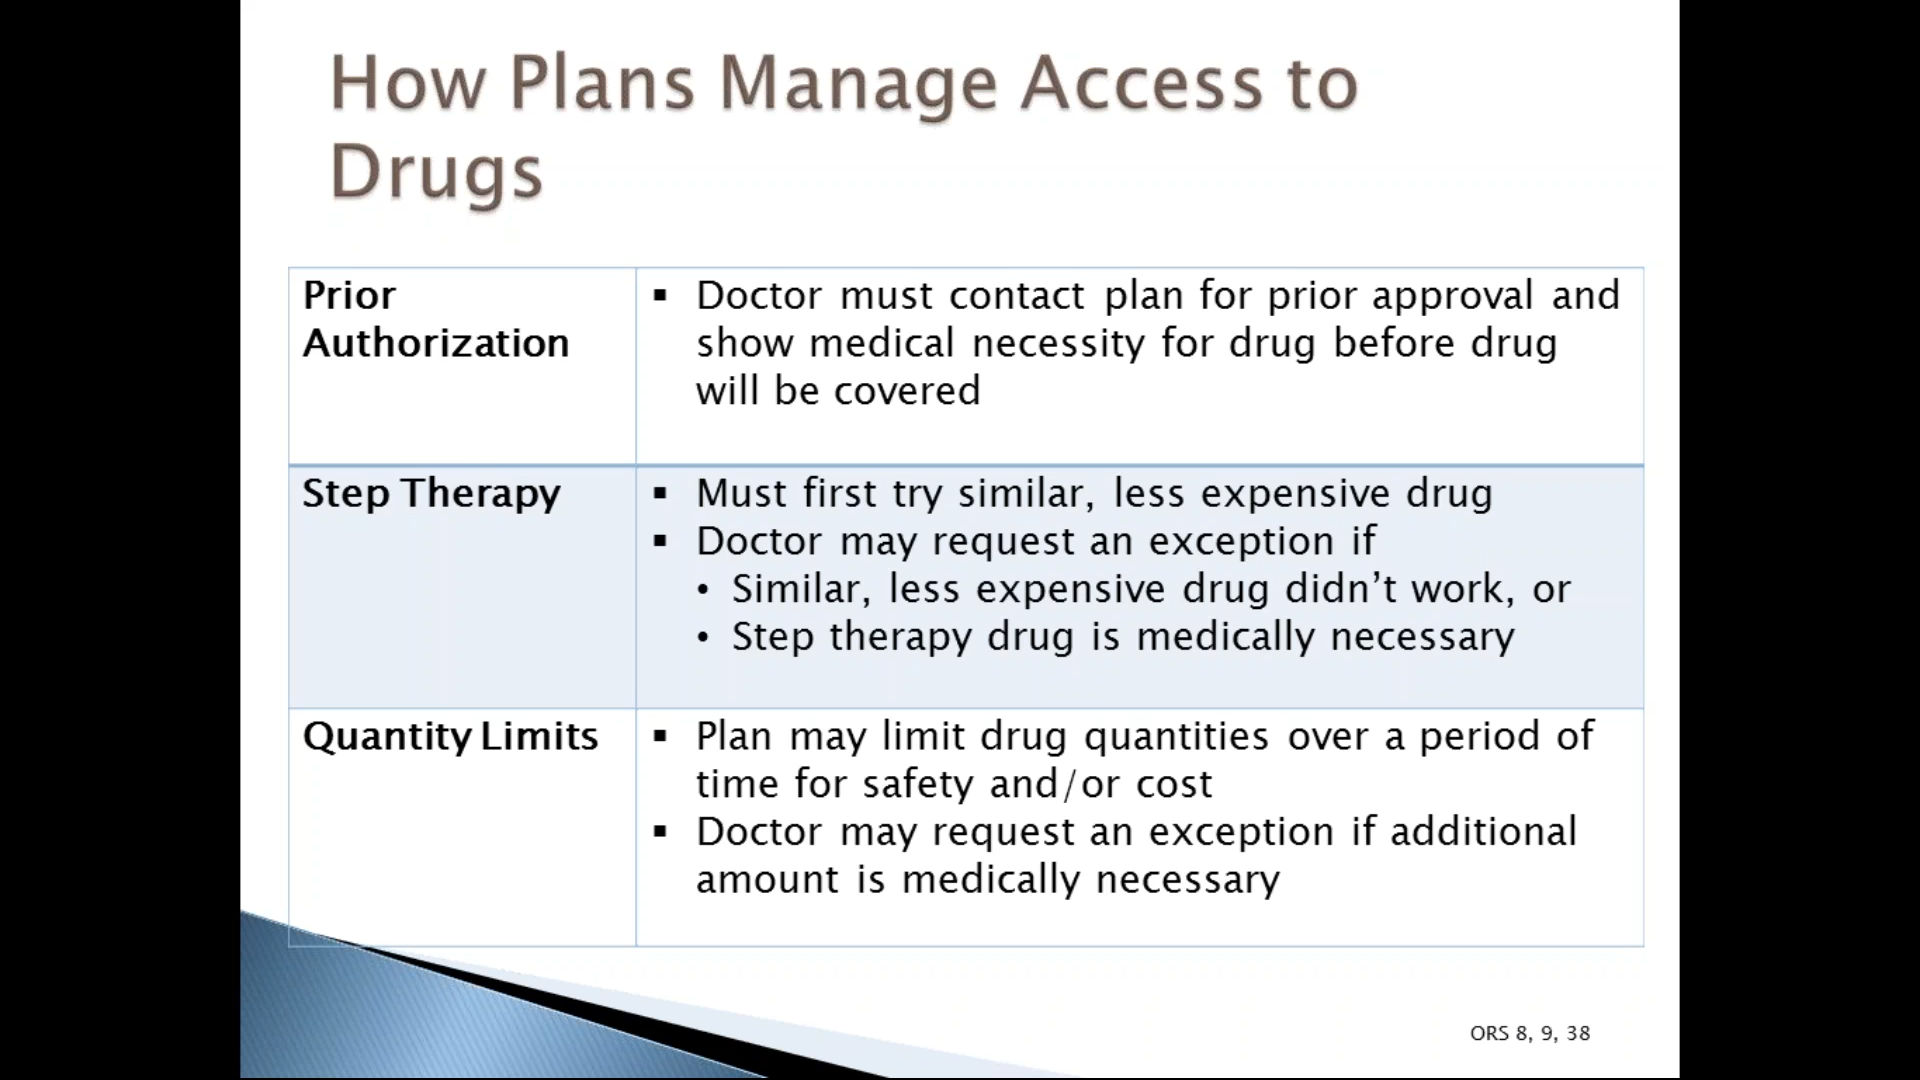 How Plans Manage Access to
Drugs
Prior
Authorization
▪ Doctor must contact plan for prior approval and
show medical necessity for drug before drug
will be covered
Step Therapy
▪ Must first try similar, less expensive drug
▪ Doctor may request an exception if
• Similar, less expensive drug didn’t work, or
• Step therapy drug is medically necessary
Quantity Limits
▪ Plan may limit drug quantities over a period of
time for safety and/or cost
▪ Doctor may request an exception if additional
amount is medically necessary
ORS 8, 9, 38